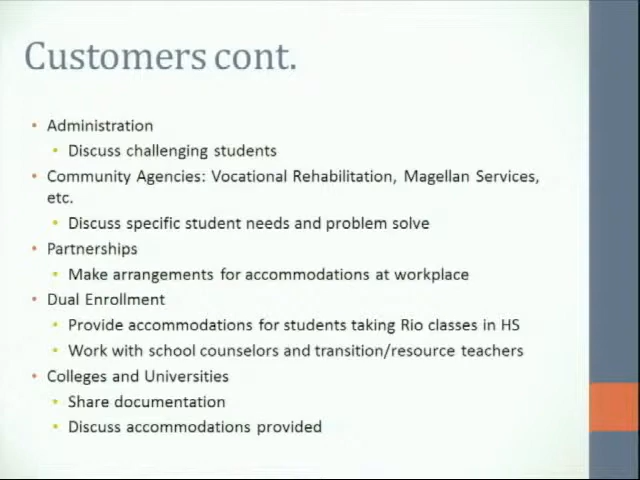 Customers cont.
• Administration
• Discuss challenging students
• Community Agencies: Vocational Rehabilitation, Magellan Services,
etc.
• Discuss specific student needs and problem solve
• Partnerships
• Make arrangements for accommodations at workplace
• Dual Enrollment
• Provide accommodations for students taking Rio classes in HS
• Work with school counselors and transition/resource teachers
• Colleges and Universities
• Share documentation
• Discuss accommodations provided